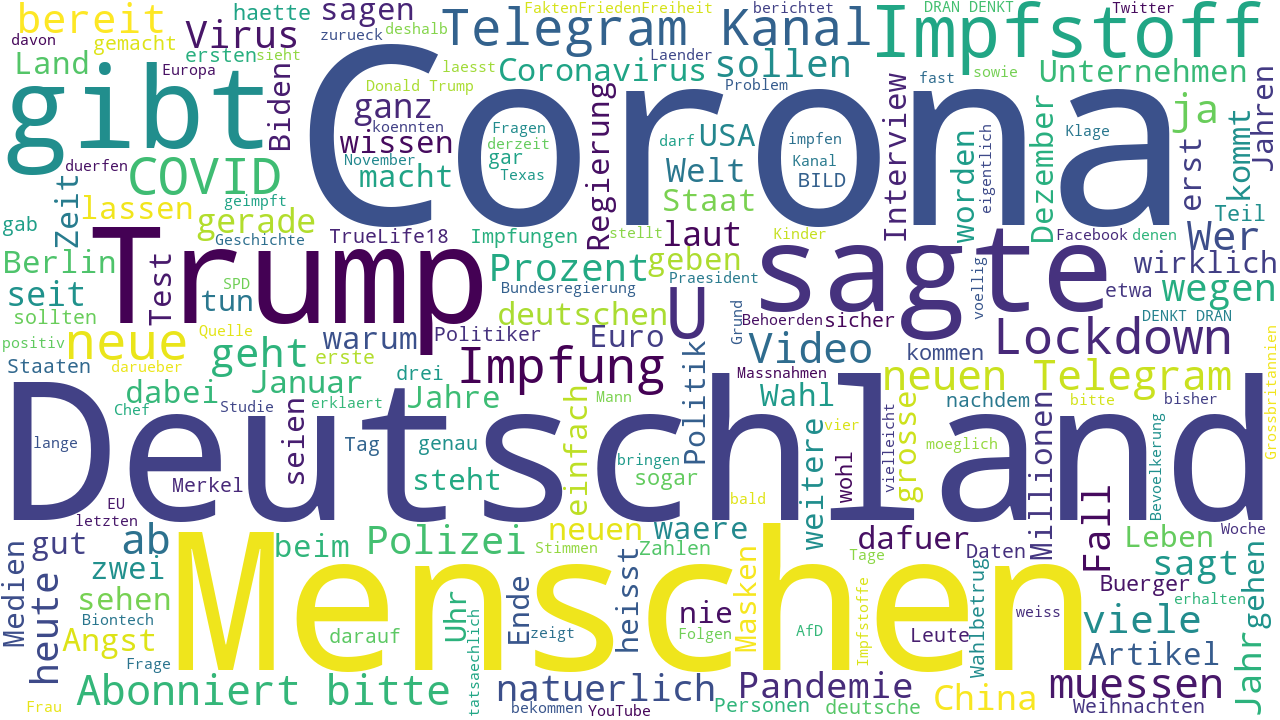 bereit
gemacht
davon
Virus
ersten
sieht
haette
zurueck
sagen
deshalb
Telegram Kanal
FaktenFriedenFreiheit
berichtet
Impfstoff
DRAN DENKT
Twitter
Land
Europa
gibt
Biden
Corona
Donald Trump
laesst
Coronavirus
Laender
sollen
Problem
fast
sowie
Unternehmen
ganz
koennten
wissen
November
macht
Fragen
derzeit
gar
Texas
Regierung
darf
USA
Welt
Staat
impfen
Kanal
BILD
Interview
worden
eigentlich
Dezember
Klage
ja
erst
kommt
Jahren
duerfen
COVID
Zeit
lassen
geimpft
gerade
Geschichte
gab
TrueLife18
Impfungen
stellt
laut
Kinder
Facebook
denen
Teil
Wer
wirklich
Berlin
Trump
Test
SPD
tun
Prozent
Bundesregierung
geben
Praesident
sagte
voellig
etwa
wegen
seit
sollten
positiv
neue
Quelle
warum
Politiker
deutschen
Euro
U
Grund
Behoerden
sicher
DENKT DRAN
Lockdown
Staaten
darueber
geht
erste
Impfung
Politik
Video
kommen
Massnahmen
neuen Telegram
Grossbritannien
dabei
Januar
drei
Jahre
Chef
Studie
erklaert
einfach
Mann
Wahl
nachdem
bitte
bisher
Deutschland
lange
seien
Tag
genau
bringen
sogar
weitere
vier
wohl
vielleicht
grosse
moeglich
Millionen
Bevoelkerung
EU
letzten
Merkel
steht
bald
Woche
gut
ab
beim
Polizei
neuen
waere
Stimmen
Zahlen
dafuer
Daten
Fall
Leben
Medien
heute
zwei
sehen
Biontech
Angst
Frage
Menschen
darauf
Uhr
tatsaechlich
Ende
zeigt
heisst
nie
Folgen
Masken
AfD
Tage
Impfstoffe
Leute
Wahlbetrug
weiss
Buerger
viele
sagt
erhalten
gehen
Artikel
Jahr
Frau
Abonniert bitte
natuerlich
bekommen
YouTube
Pandemie
Personen
deutsche
China
muessen
Weihnachten